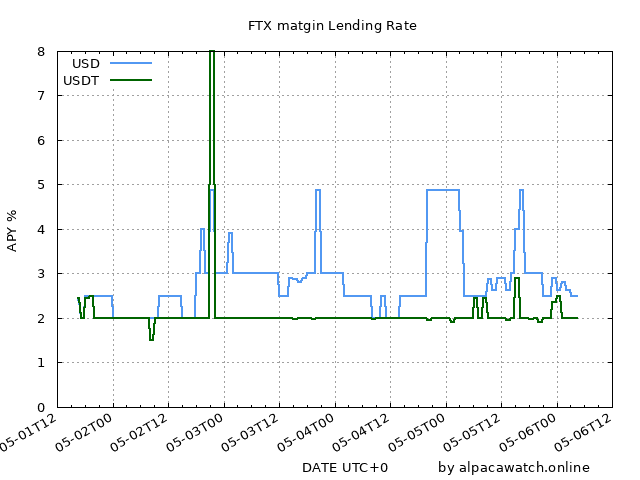 FTX matgin Lending Rate
USD
USDT
8
7
6
5
4
3
2
1
0
APY %
05-01T12
05-02T00
05-02T12
05-03T00
05-03T12
05-04T00
05-04T12
05-05T00
05-05T12
05-06T00
05-06T12
DATE UTC+0
by alpacawatch.online